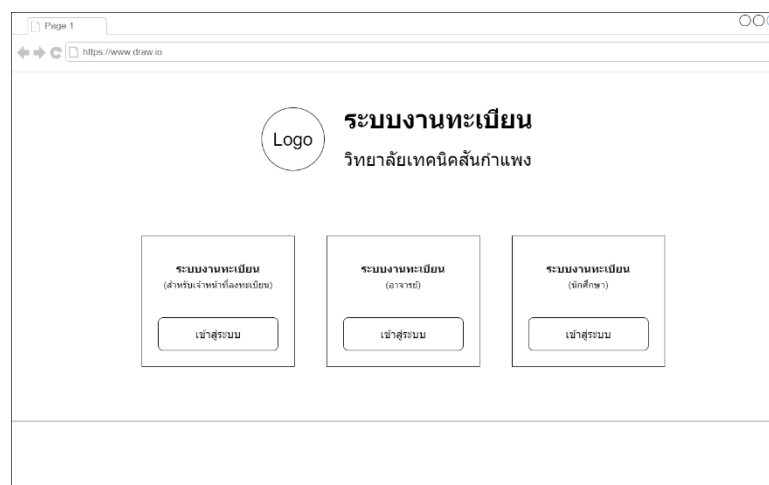 Page 1
https://www.draw.io
Logo
ระบบงานทะเบียน
วิทยาลัยเทคนิคสันกำแพง
ระบบงานทะเบียน
(สำหรับเจ้าหน้าที่ลงทะเบียน)
เข้าสู่ระบบ
ระบบงานทะเบียน
(อาจารย์)
เข้าสู่ระบบ
ระบบงานทะเบียน
(นักศึกษา)
เข้าสู่ระบบ